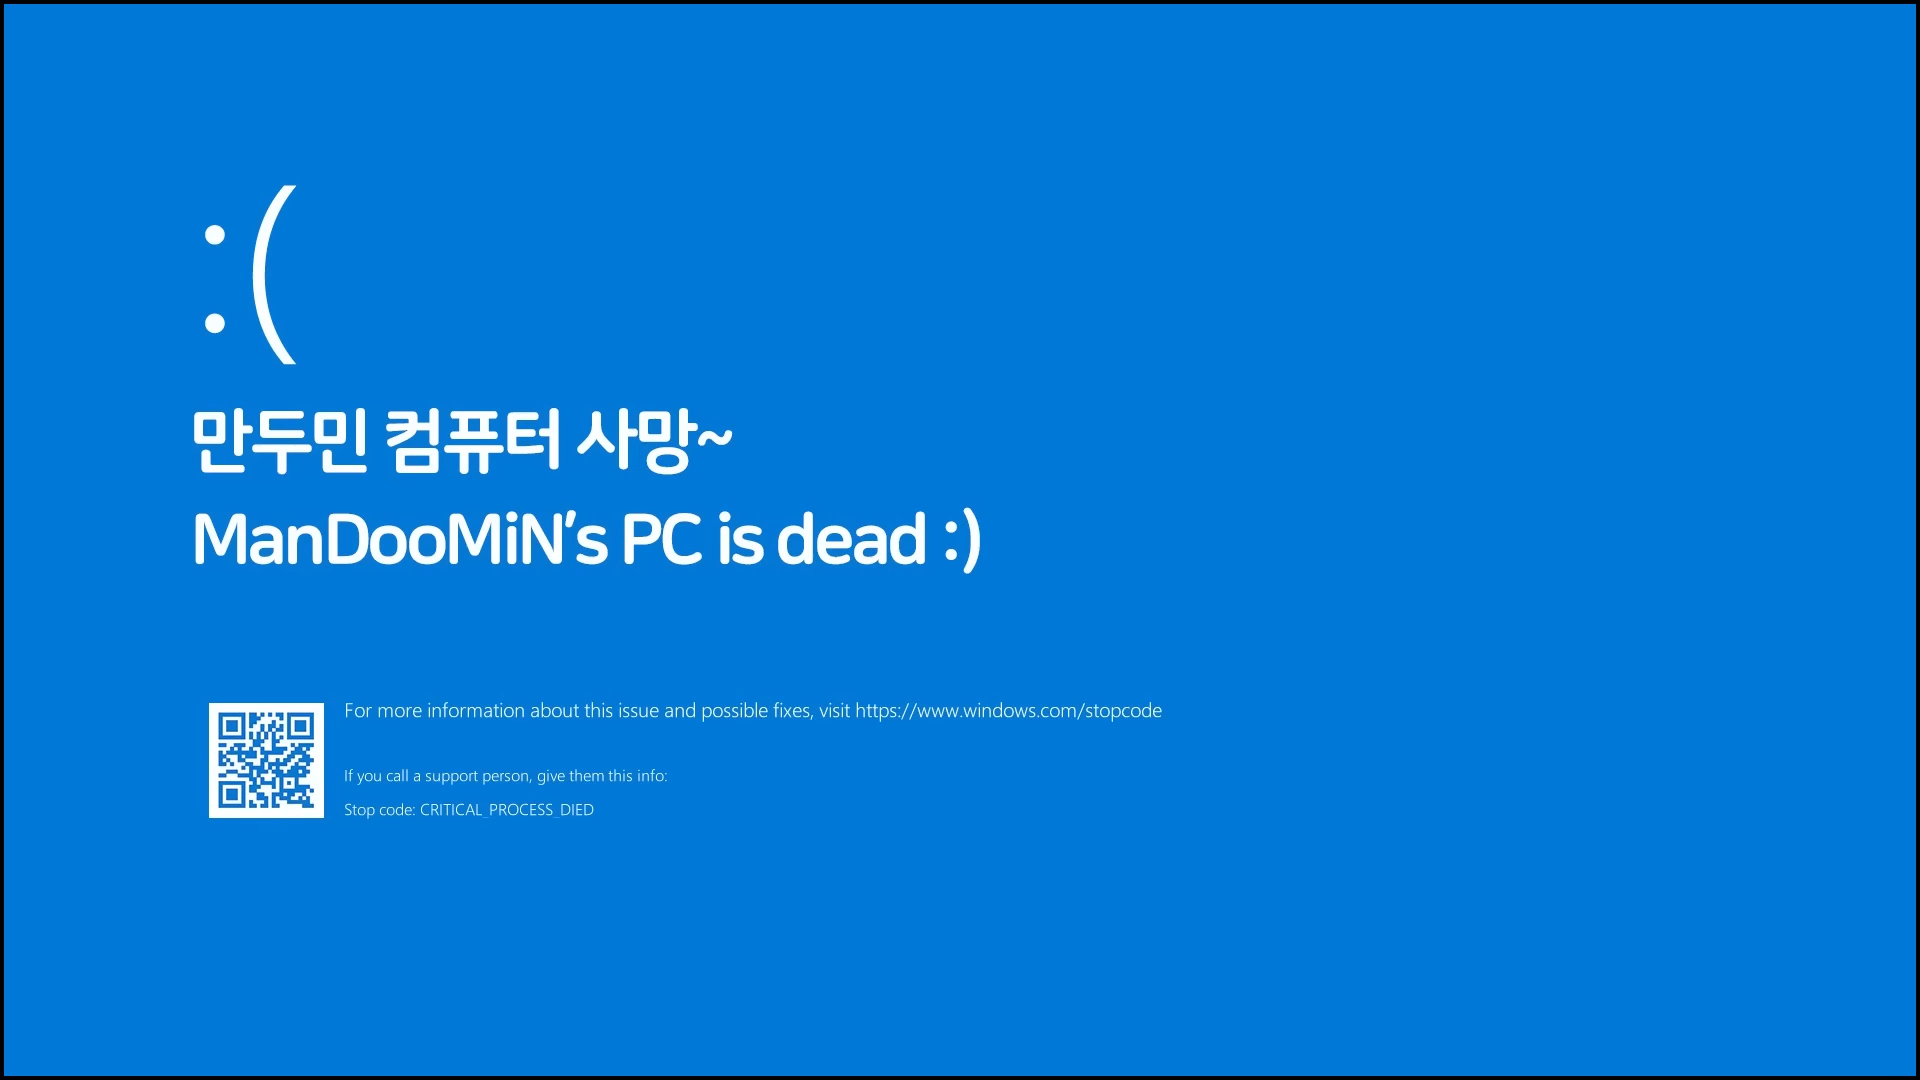 :(
만두민 컴퓨터 사망~
ManDooMiN's PC is dead :)
For more information about this issue and possible fixes, visit https://www.windows.com/stopcode
If you call a support person, give them this info:
Stop code: CRITICAL_PROCESS_DIED